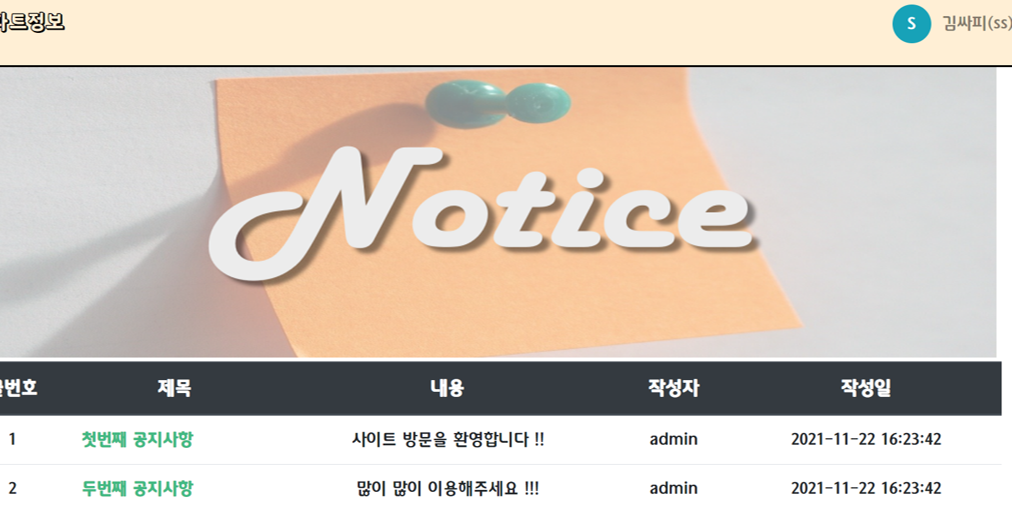 트정보
S 김싸피(ss)
Notice
번호 제목 내용 작성자 작성일
1 첫번째 공지사항 사이트 방문을 환영합니다 !! admin 2021-11-22 16:23:42
2 두번째 공지사항 많이 많이 이용해주세요 !!! admin 2021-11-22 16:23:42